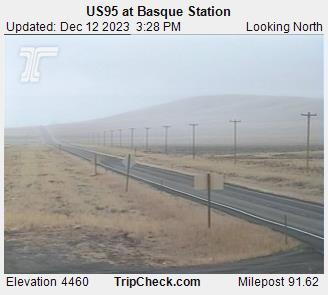 US95 at Basque Station
Updated: Dec 12 2023 3:28 PM Looking North
Elevation 4460 TripCheck.com Milepost 91.62